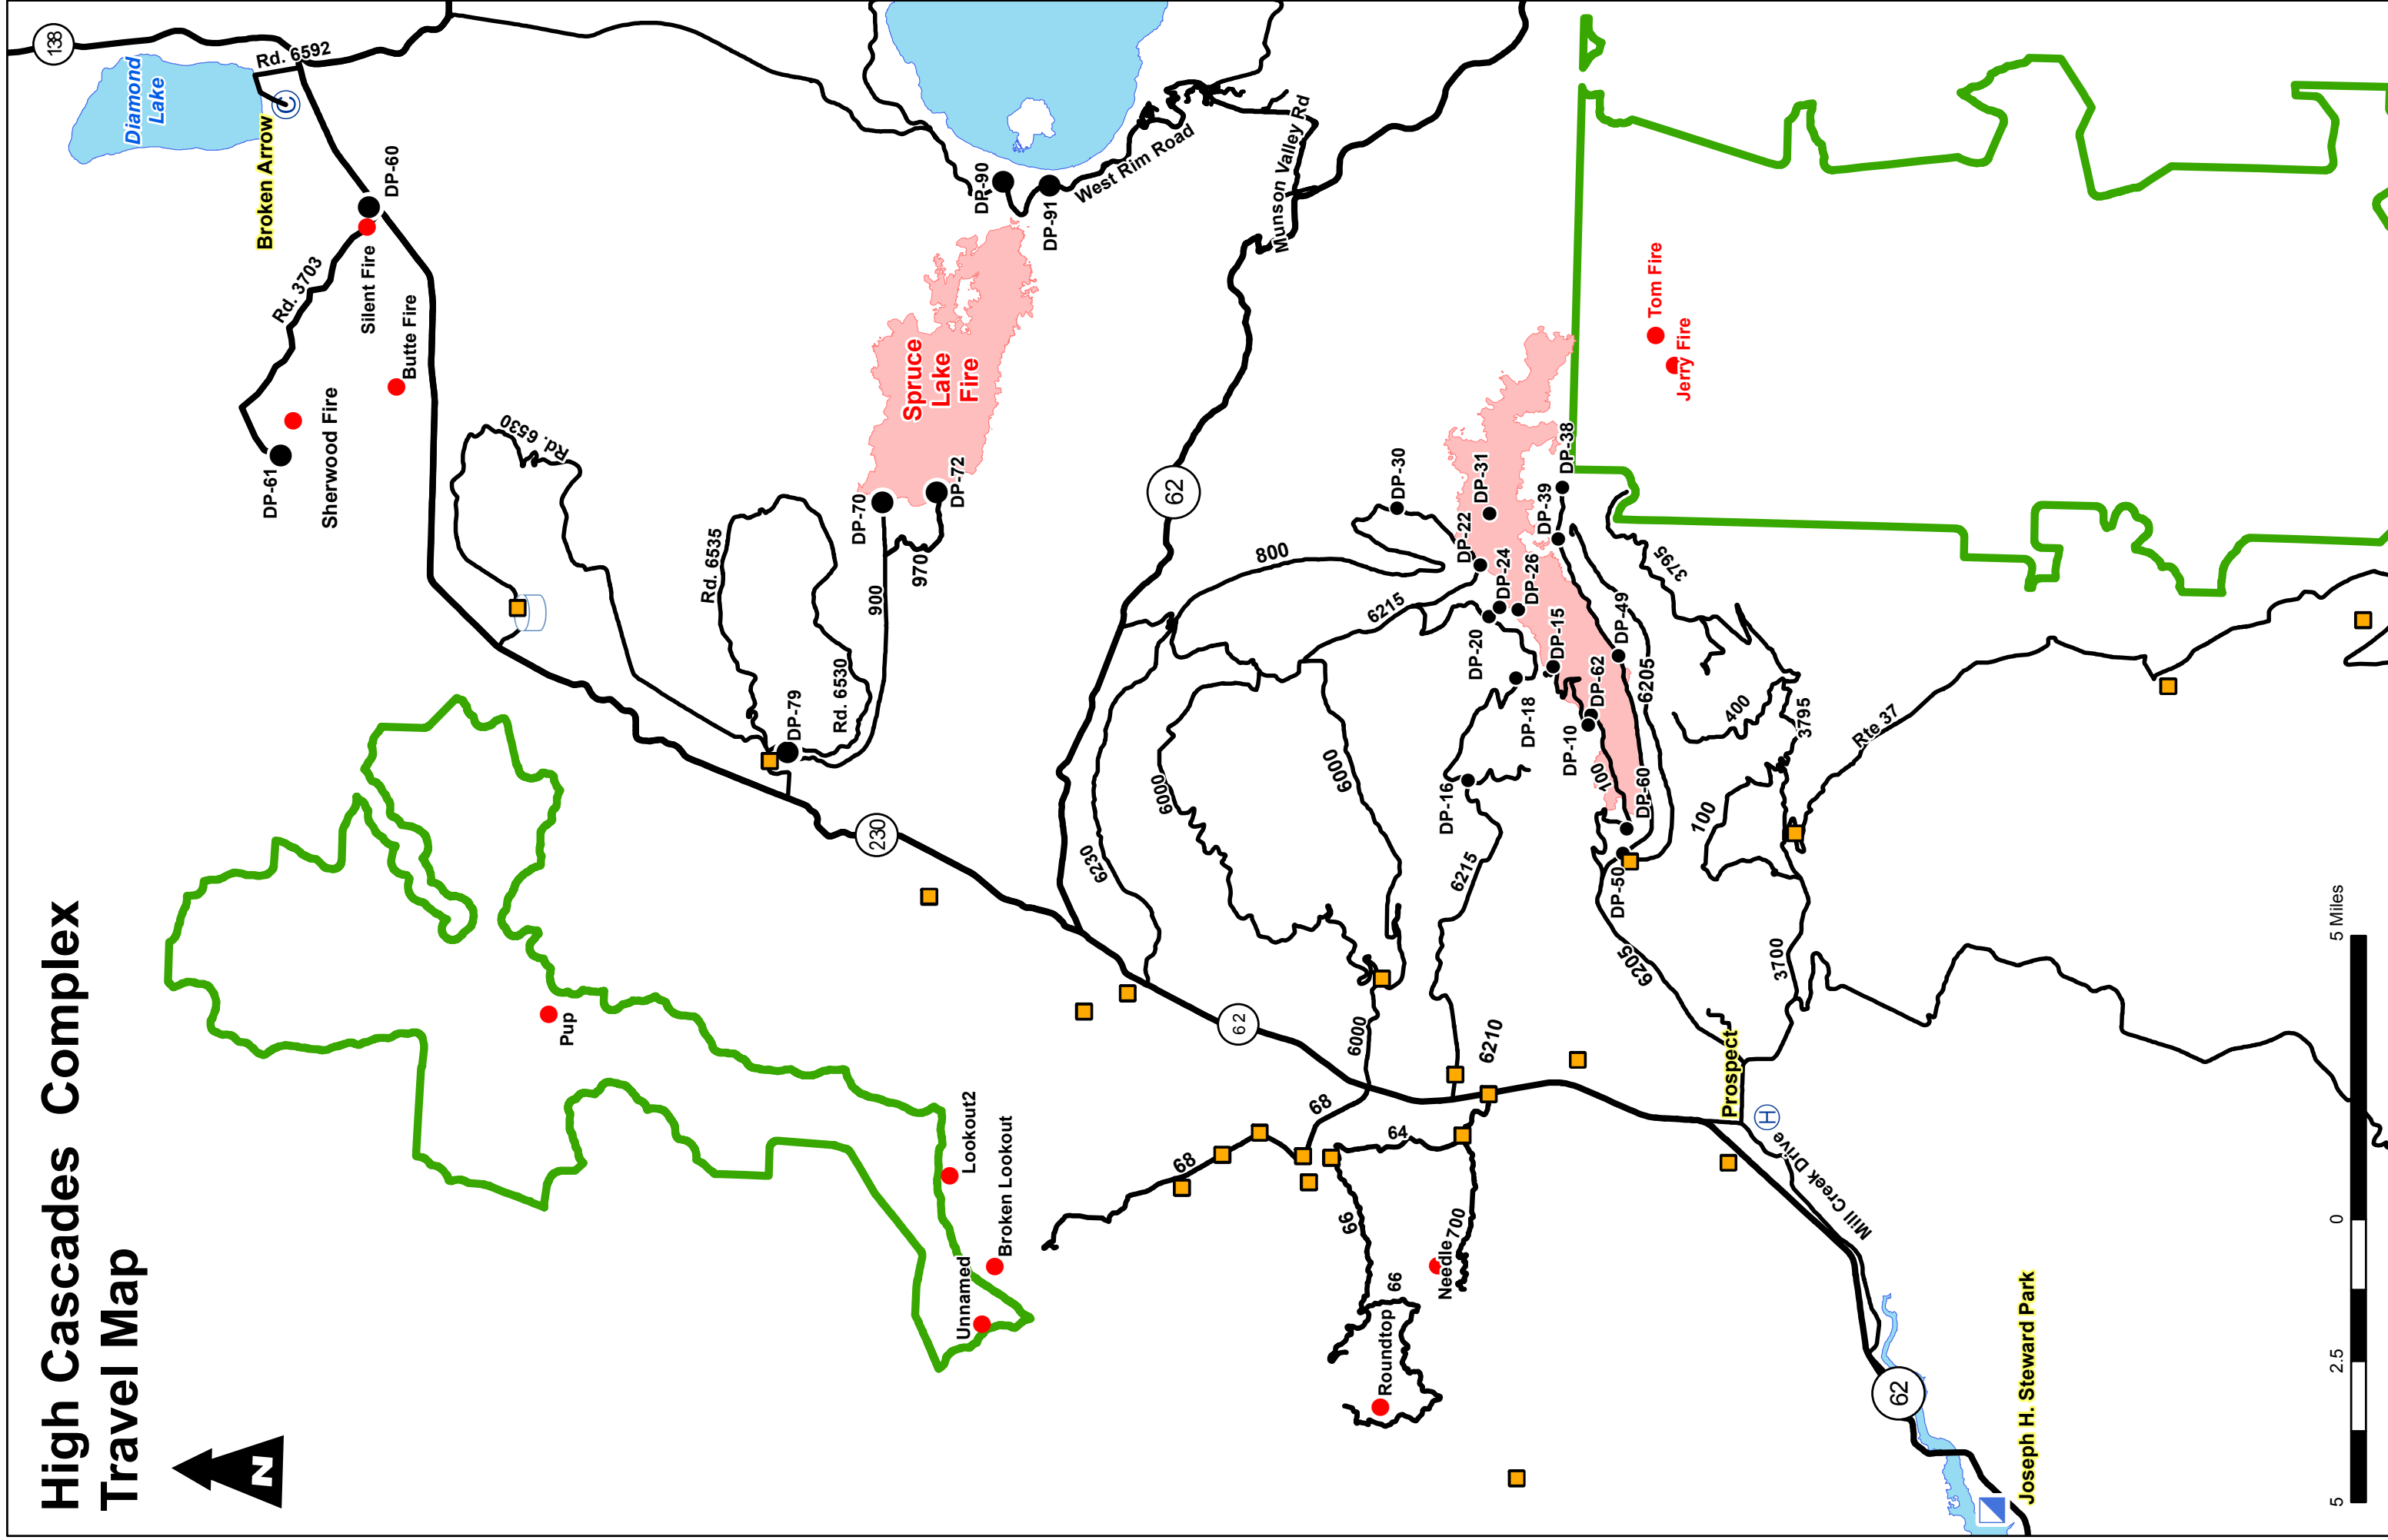 High Cascades Complex
Travel Map
N
138
Diamond
Lake
Rd. 6592
Broken Arrow
C
DP-60
Rd. 3703
Silent Fire
Butte Fire
DP-61
Sherwood Fire
Rd. 6530
Rd. 6535
DP-70
DP-72
900
970
DP-79
Rd. 6530
230
Spruce
Lake
Fire
DP-90
DP-91
West Rim Road
Munson Valley Rd
62
Pup
Lookout2
Broken Lookout
Unnamed
800
6230
6000
6000
6000
6215
DP-30
DP-31
DP-22
DP-24
DP-26
DP-20
DP-15
DP-18
DP-16
DP-10
DP-62
DP-49
DP-39
DP-38
DP-60
DP-50
100
6205
6215
6210
62
68
68
64
66
66
700
Needle
Roundtop
Tom Fire
Jerry Fire
3795
400
3795
100
Rte 37
6205
3700
Prospect
H
Mill Creek Drive
62
Joseph H. Steward Park
5
2.5
0
5 Miles